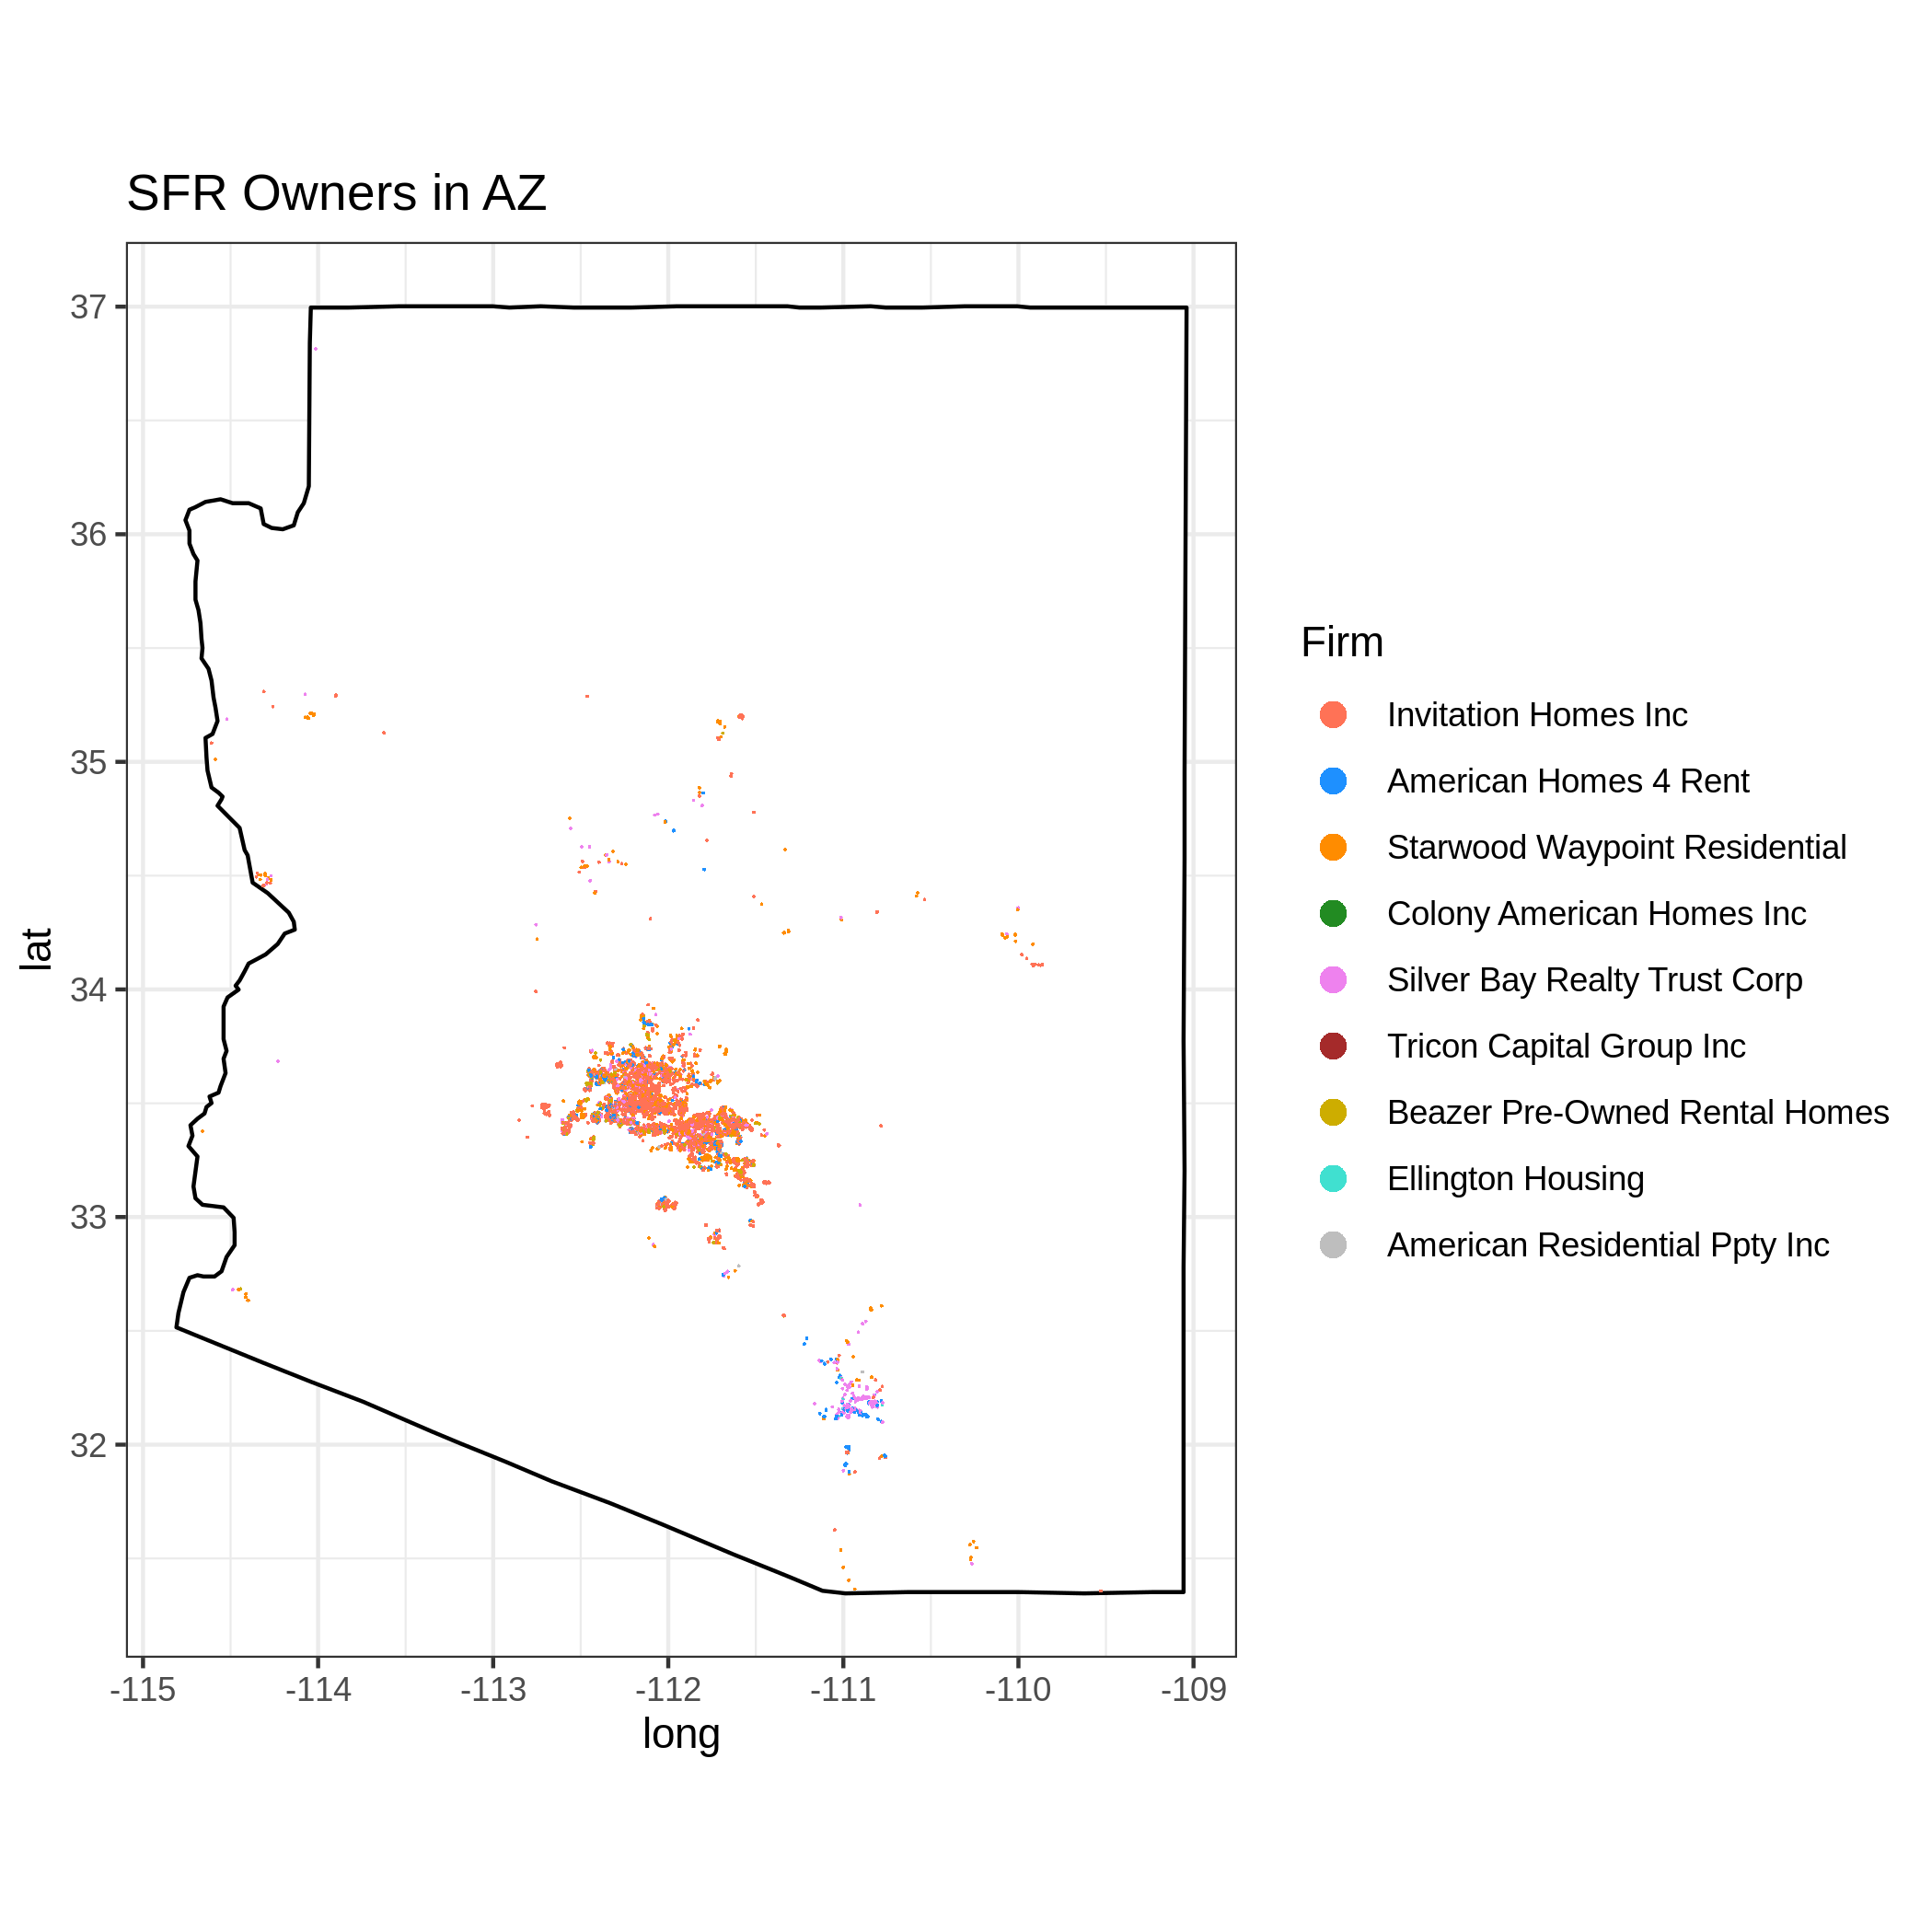 SFR Owners in AZ
37
36
35
34
33
32
lat
-115 -114 -113 -112 -111 -110 -109
long
Firm
Invitation Homes Inc
American Homes 4 Rent
Starwood Waypoint Residential
Colony American Homes Inc
Silver Bay Realty Trust Corp
Tricon Capital Group Inc
Beazer Pre-Owned Rental Homes
Ellington Housing
American Residential Ppty Inc